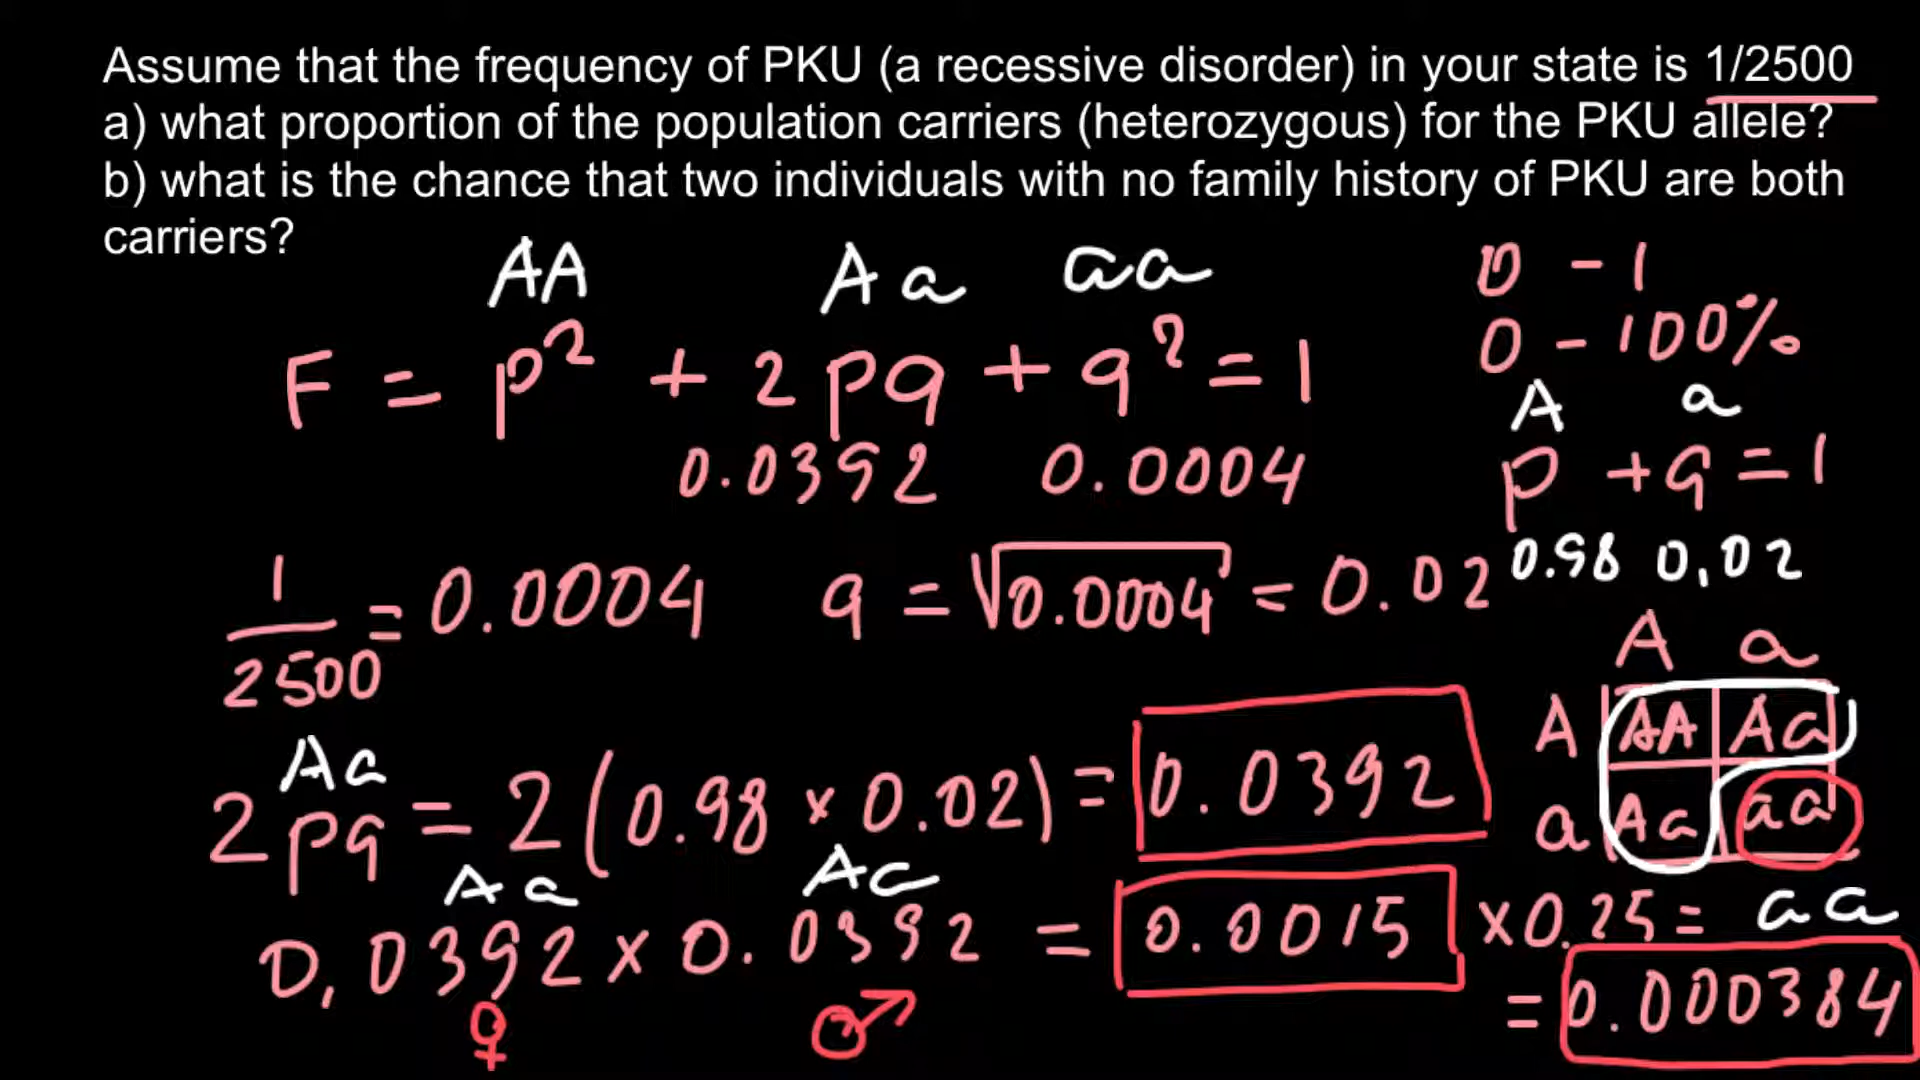 Assume that the frequency of PKU (a recessive disorder) in your state is 1/2500
a) what proportion of the population carriers (heterozygous) for the PKU allele?
b) what is the chance that two individuals with no family history of PKU are both
carriers?
AA Aa aa
F = p² + 2pq + q² = 1
0.0392 0.0004
0 - 1
0 - 100%
A a
p + q = 1
0.98 0,02
1/2500 = 0.0004 q = √0.0004 = 0.02
A a
A AA Aa
a Aa aa
Aa
2pq = 2(0.98 × 0.02) = 0.0392
Aa Aa
0,0392 × 0.0392 = 0.0015 ×0.25 = aa
= 0.000384
♀ ♂